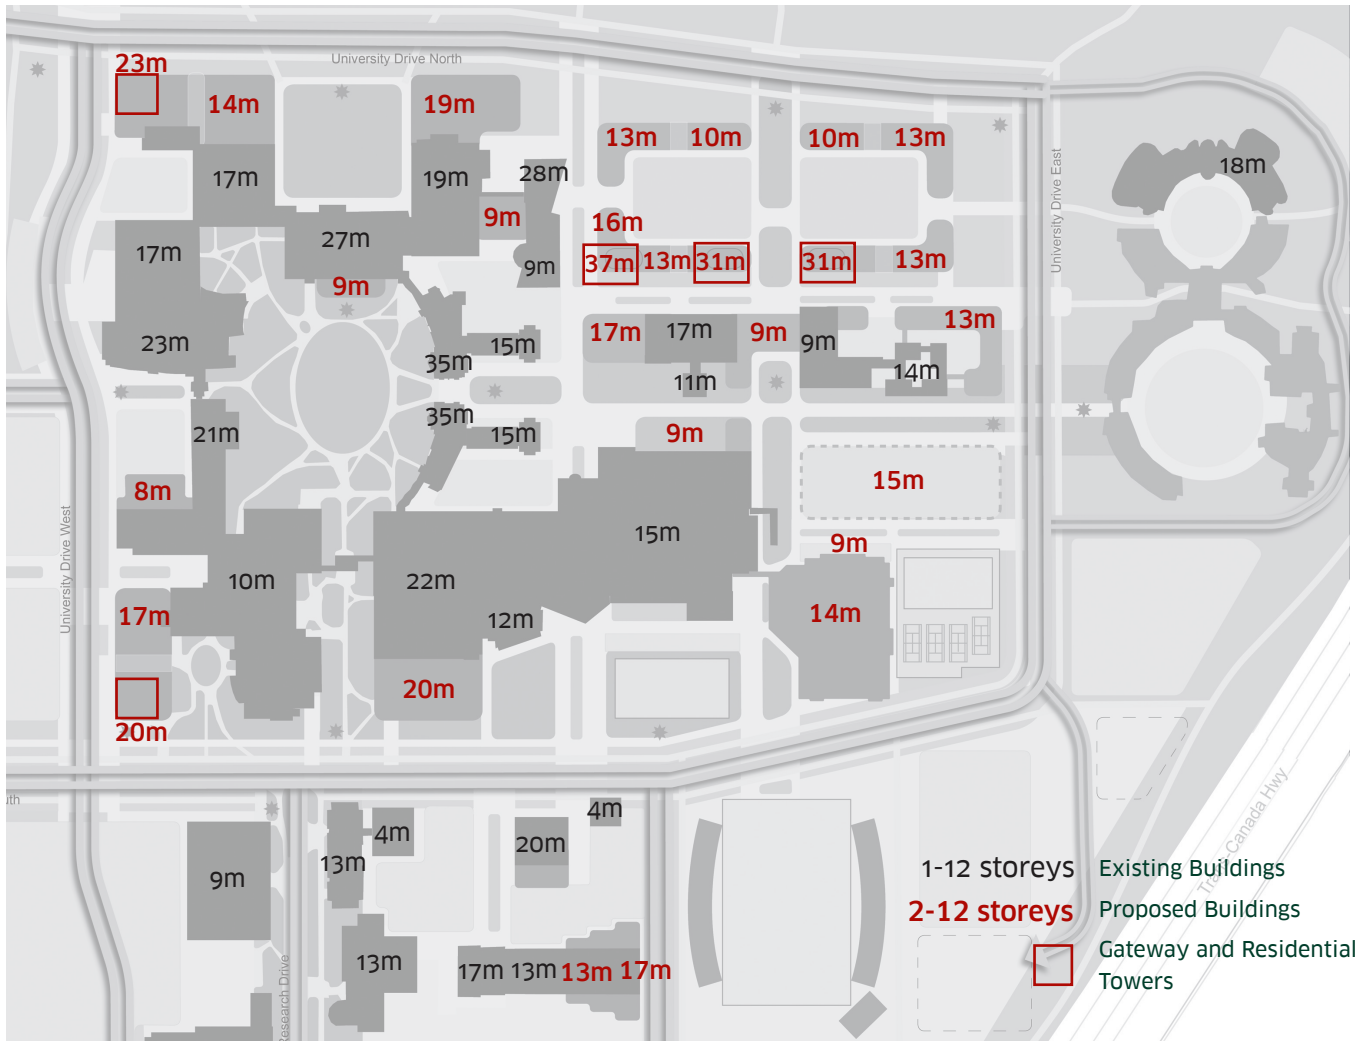 23m
University Drive North
14m
19m
13m
10m
10m
13m
17m
19m
28m
18m
9m
16m
27m
17m
9m
37m
13m
31m
31m
13m
9m
University Drive East
23m
35m
15m
17m
17m
9m
9m
13m
11m
14m
21m
35m
15m
9m
8m
15m
University Drive West
15m
9m
10m
22m
12m
14m
17m
20m
20m
uth
4m
4m
20m
13m
9m
Trans-Canada Hwy
1-12 storeys Existing Buildings
2-12 storeys Proposed Buildings
Gateway and Residential
Towers
13m
17m
13m
13m
17m
Research Drive